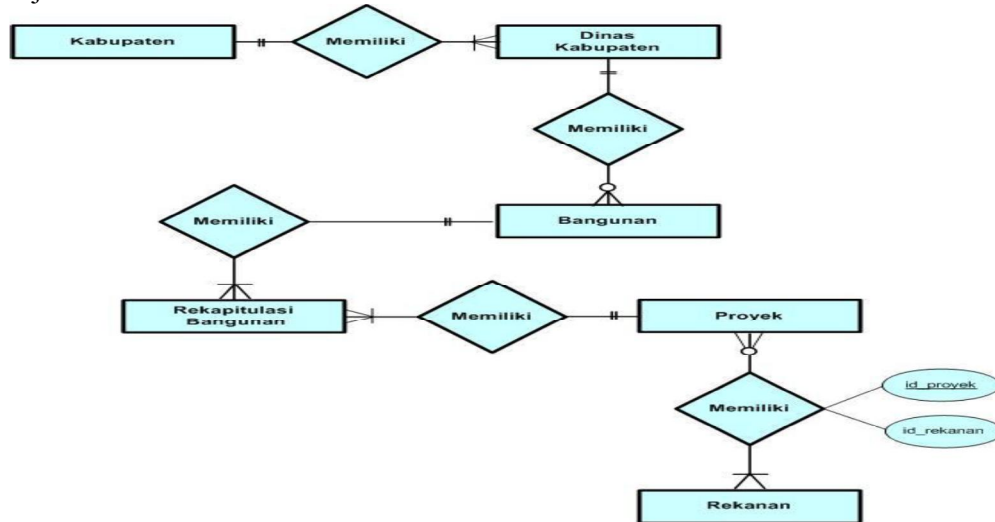 Kabupaten
Memiliki
Dinas
Kabupaten
Memiliki
Memiliki
Bangunan
Rekapitulasi
Bangunan
Memiliki
Proyek
id_proyek
Memiliki
id_rekanan
Rekanan